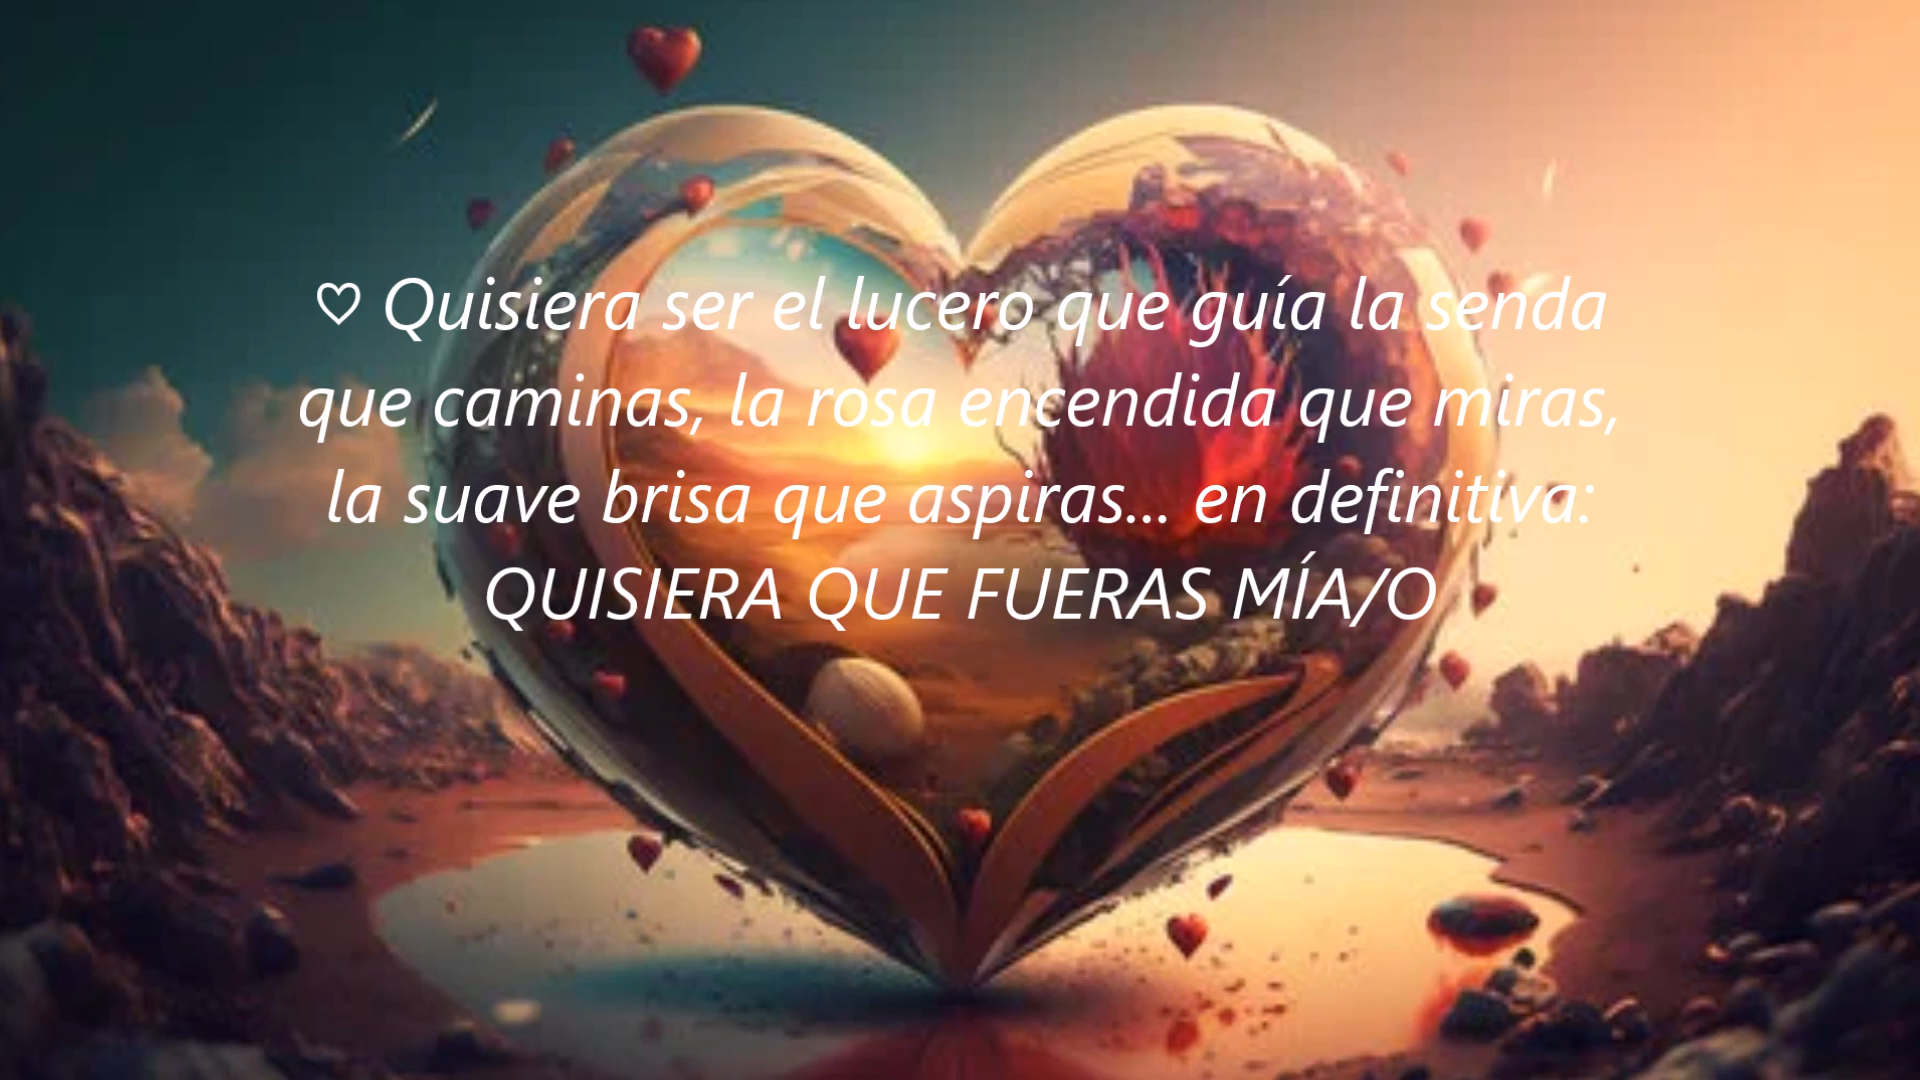 ♡ Quisiera ser el lucero que guía la senda
que caminas, la rosa encendida que miras,
la suave brisa que aspiras... en definitiva:
QUISIERA QUE FUERAS MÍA/O